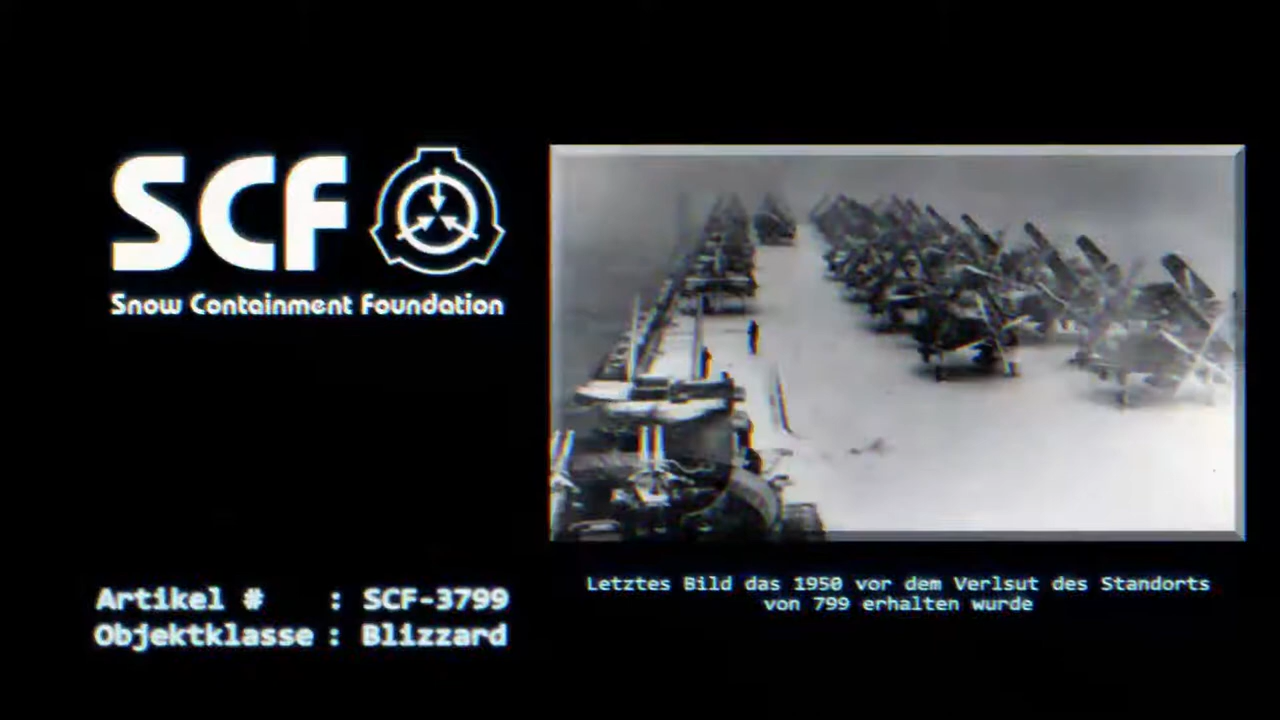 SCF
Snow Containment Foundation
Artikel # : SCF-3799
Objektklasse : Blizzard
Letztes Bild das 1950 vor dem Verlsut des Standorts
von 799 erhalten wurde